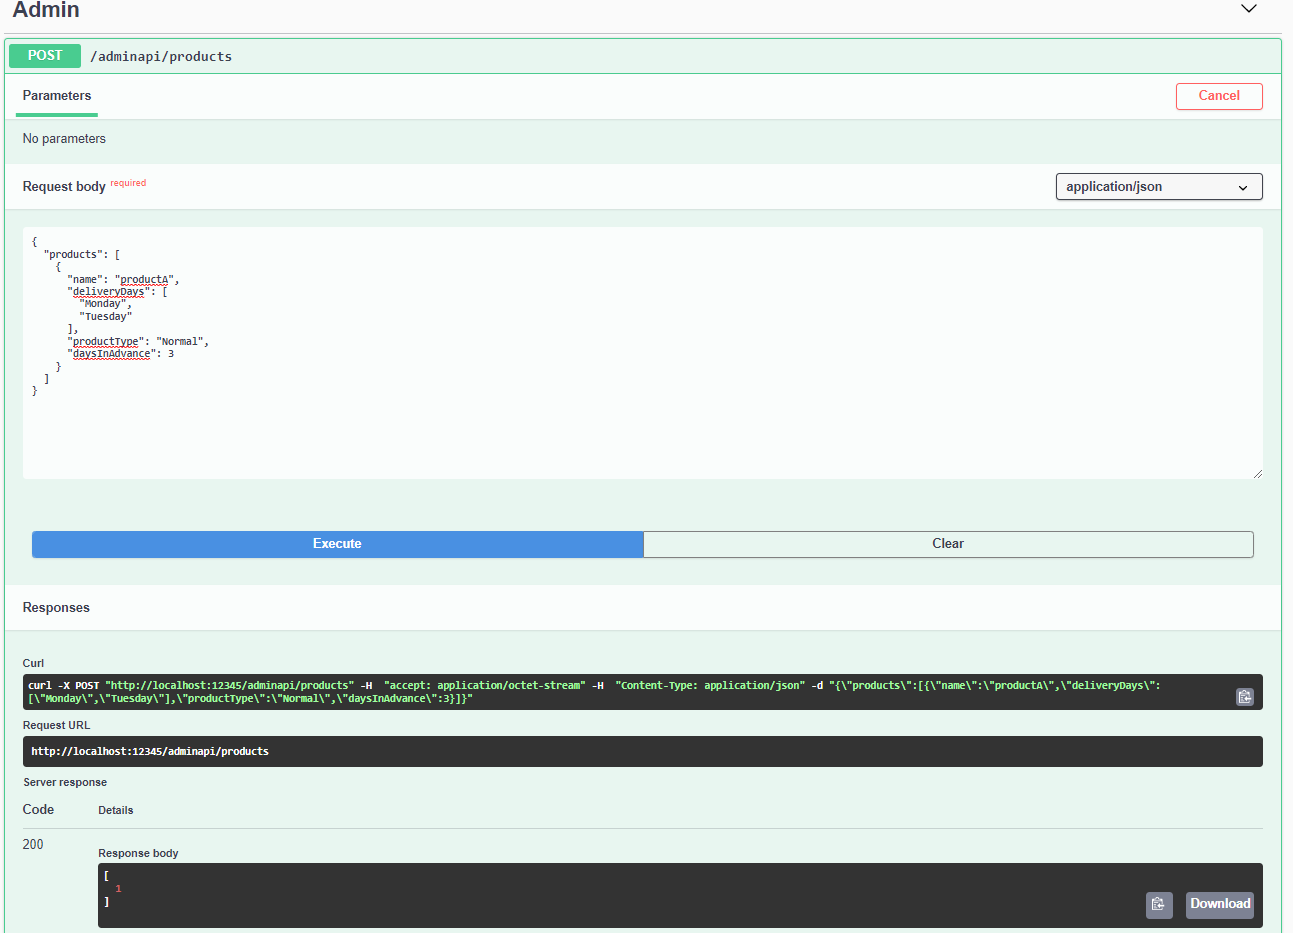 Admin
POST /adminapi/products
Parameters
Cancel
No parameters
Request body required
application/json
{
  "products": [
    {
      "name": "productA",
      "deliveryDays": [
        "Monday",
        "Tuesday"
      ],
      "productType": "Normal",
      "daysInAdvance": 3
    }
  ]
}
Execute
Clear
Responses
Curl
curl -X POST "http://localhost:12345/adminapi/products" -H  "accept: application/octet-stream" -H  "Content-Type: application/json" -d "{\"products\":[{\"name\":\"productA\",\"deliveryDays\":
[\"Monday\",\"Tuesday\"],\"productType\":\"Normal\",\"daysInAdvance\":3}]}"
Request URL
http://localhost:12345/adminapi/products
Server response
Code
Details
200
Response body
[
  1
]
Download